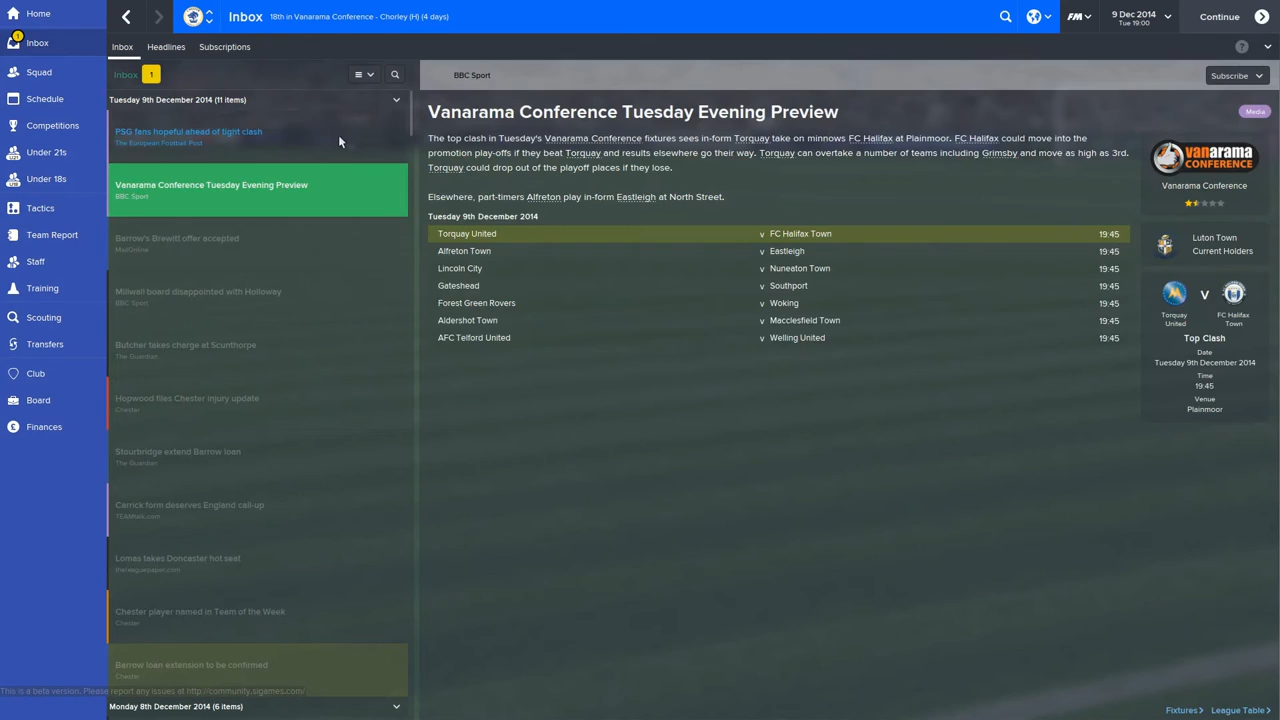 Home
18th in Vanarama Conference - Chorley (H) (4 days)
Inbox
FM
9 Dec 2014
Tue 19:00
Continue
1
Inbox
Inbox
Headlines
Subscriptions
Squad
Schedule
Competitions
U21
Under 21s
U18
Under 18s
Tactics
Team Report
Staff
Training
Scouting
Transfers
Club
Board
Finances
Inbox
1
Tuesday 9th December 2014 (11 items)
PSG fans hopeful ahead of tight clash
The European Football Post
Vanarama Conference Tuesday Evening Preview
BBC Sport
Barrow's Brewitt offer accepted
MailOnline
Millwall board disappointed with Holloway
BBC Sport
Butcher takes charge at Scunthorpe
The Guardian
Hopwood files Chester injury update
Chester
Stourbridge extend Barrow loan
The Guardian
Carrick form deserves England call-up
TEAMtalk.com
Lomas takes Doncaster hot seat
theleaguepaper.com
Chester player named in Team of the Week
Chester
Barrow loan extension to be confirmed
Chester
This is a beta version. Please report any issues at http://community.sigames.com/
Monday 8th December 2014 (6 items)
BBC Sport
Subscribe
Vanarama Conference Tuesday Evening Preview
Media
The top clash in Tuesday's Vanarama Conference fixtures sees in-form Torquay take on minnows FC Halifax at Plainmoor. FC Halifax could move into the
promotion play-offs if they beat Torquay and results elsewhere go their way. Torquay can overtake a number of teams including Grimsby and move as high as 3rd.
Torquay could drop out of the playoff places if they lose.
Elsewhere, part-timers Alfreton play in-form Eastleigh at North Street.
Tuesday 9th December 2014
Torquay United v FC Halifax Town 19:45
Alfreton Town v Eastleigh 19:45
Lincoln City v Nuneaton Town 19:45
Gateshead v Southport 19:45
Forest Green Rovers v Woking 19:45
Aldershot Town v Macclesfield Town 19:45
AFC Telford United v Welling United 19:45
vanarama
CONFERENCE
Vanarama Conference
Luton Town
Current Holders
V
Torquay
United
FC Halifax
Town
Top Clash
Date
Tuesday 9th December 2014
Time
19:45
Venue
Plainmoor
Fixtures
League Table